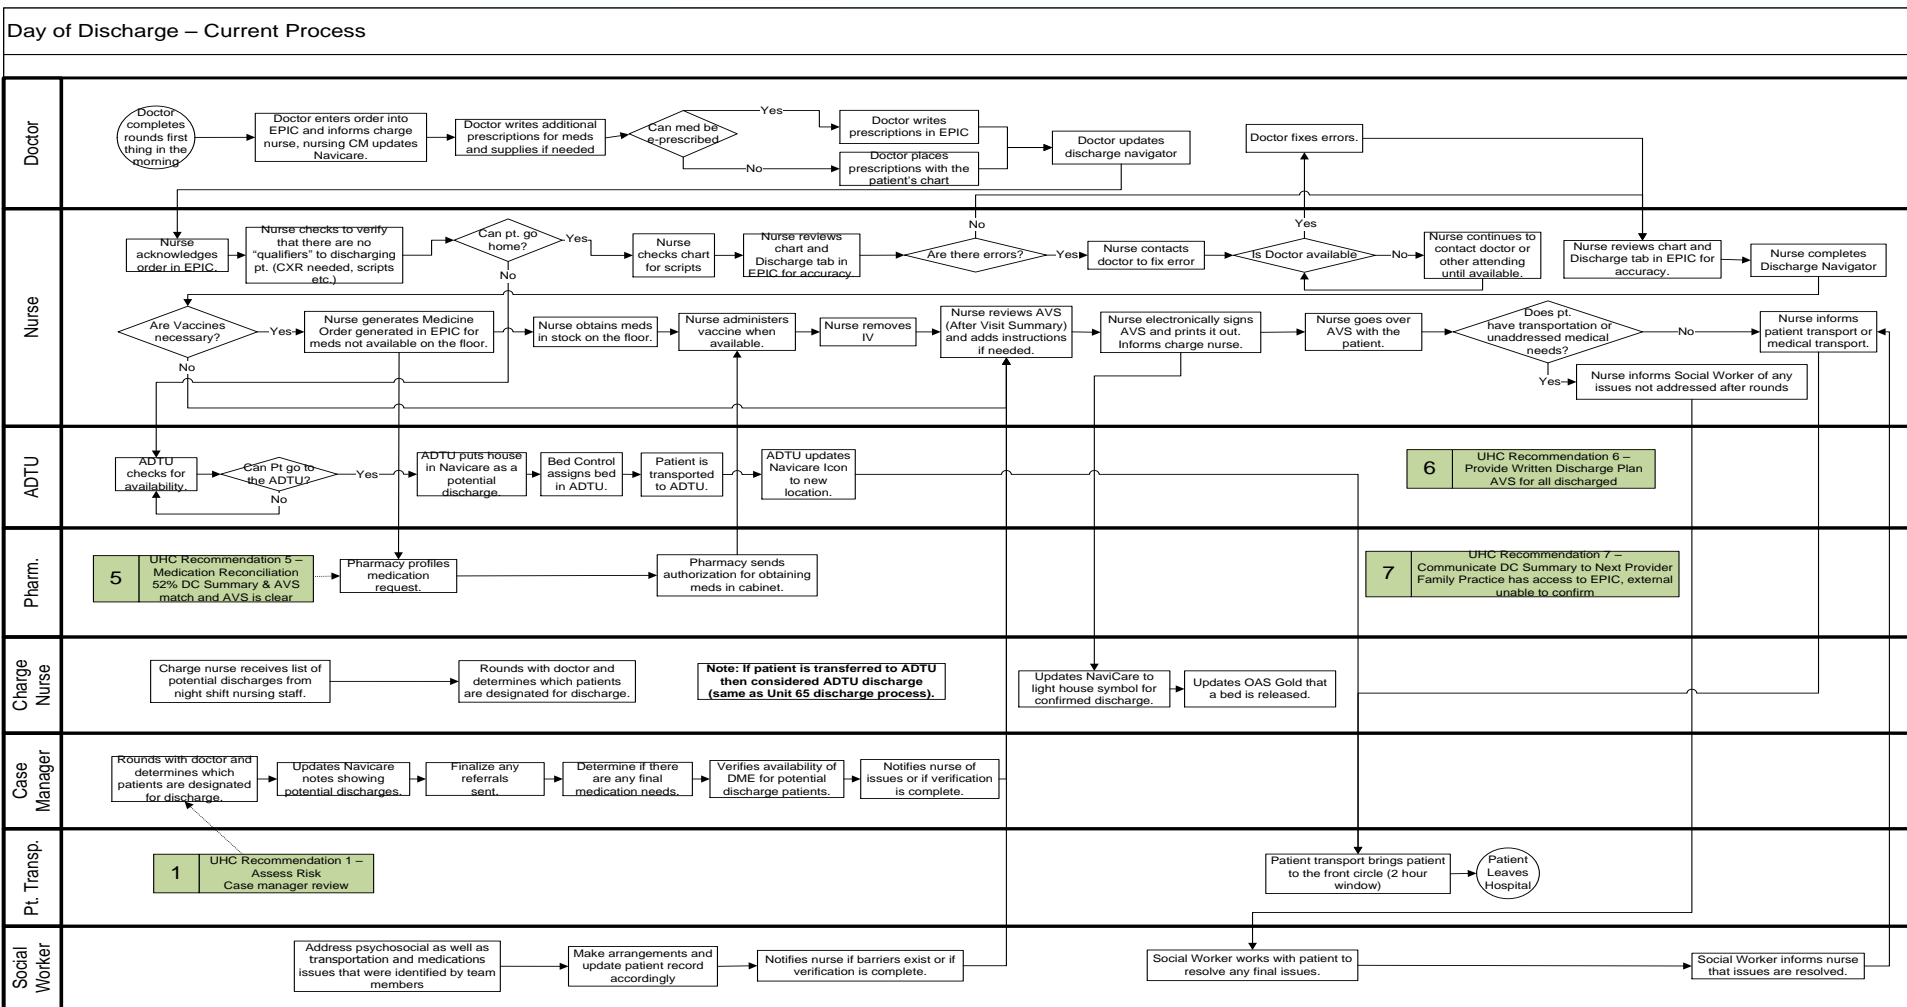 Day of Discharge – Current Process
Doctor
Doctor
completes
rounds first
thing in the
morning
Doctor enters order into
EPIC and informs charge
nurse, nursing CM updates
Navicare.
Doctor writes additional
prescriptions for meds
and supplies if needed
Can med be
e-prescribed
Yes
No
Doctor writes
prescriptions in EPIC
Doctor places
prescriptions with the
patient's chart
Doctor updates
discharge navigator
Doctor fixes errors.
Nurse
Nurse
acknowledges
order in EPIC.
Nurse checks to verify
that there are no
"qualifiers" to discharging
pt. (CXR needed, scripts
etc.)
Can pt. go
home?
Yes
No
Nurse
checks chart
for scripts
Nurse reviews
chart and
Discharge tab in
EPIC for accuracy
Are there errors?
No
Yes
Nurse contacts
doctor to fix error
Is Doctor available
Yes
No
Nurse continues to
contact doctor or
other attending
until available.
Nurse reviews chart and
Discharge tab in EPIC for
accuracy.
Nurse completes
Discharge Navigator
Are Vaccines
necessary?
Yes
No
Nurse generates Medicine
Order generated in EPIC for
meds not available on the floor.
Nurse obtains meds
in stock on the floor.
Nurse administers
vaccine when
available.
Nurse removes
IV
Nurse reviews AVS
(After Visit Summary)
and adds instructions
if needed.
Nurse electronically signs
AVS and prints it out.
Informs charge nurse.
Nurse goes over
AVS with the
patient.
Does pt.
have transportation or
unaddressed medical
needs?
No
Yes
Nurse informs
patient transport or
medical transport.
Nurse informs Social Worker of any
issues not addressed after rounds
ADTU
ADTU
checks for
availability.
Can Pt go to
the ADTU?
Yes
No
ADTU puts house
in Navicare as a
potential
discharge.
Bed Control
assigns bed
in ADTU.
Patient is
transported
to ADTU.
ADTU updates
Navicare Icon
to new
location.
6
UHC Recommendation 6 –
Provide Written Discharge Plan
AVS for all discharged
Pharm.
5
UHC Recommendation 5 –
Medication Reconciliation
52% DC Summary & AVS
match and AVS is clear
Pharmacy profiles
medication
request.
Pharmacy sends
authorization for obtaining
meds in cabinet.
7
UHC Recommendation 7 –
Communicate DC Summary to Next Provider
Family Practice has access to EPIC, external
unable to confirm
Charge
Nurse
Charge nurse receives list of
potential discharges from
night shift nursing staff.
Rounds with doctor and
determines which patients
are designated for discharge.
Note: If patient is transferred to ADTU
then considered ADTU discharge
(same as Unit 65 discharge process).
Updates NaviCare to
light house symbol for
confirmed discharge.
Updates OAS Gold that
a bed is released.
Case
Manager
Rounds with doctor and
determines which
patients are designated
for discharge.
Updates Navicare
notes showing
potential discharges.
Finalize any
referrals
sent.
Determine if there
are any final
medication needs.
Verifies availability of
DME for potential
discharge patients.
Notifies nurse of
issues or if verification
is complete.
Pt. Transp.
1
UHC Recommendation 1 –
Assess Risk
Case manager review
Patient transport brings patient
to the front circle (2 hour
window)
Patient
Leaves
Hospital
Social
Worker
Address psychosocial as well as
transportation and medications
issues that were identified by team
members
Make arrangements and
update patient record
accordingly
Notifies nurse if barriers exist or if
verification is complete.
Social Worker works with patient to
resolve any final issues.
Social Worker informs nurse
that issues are resolved.